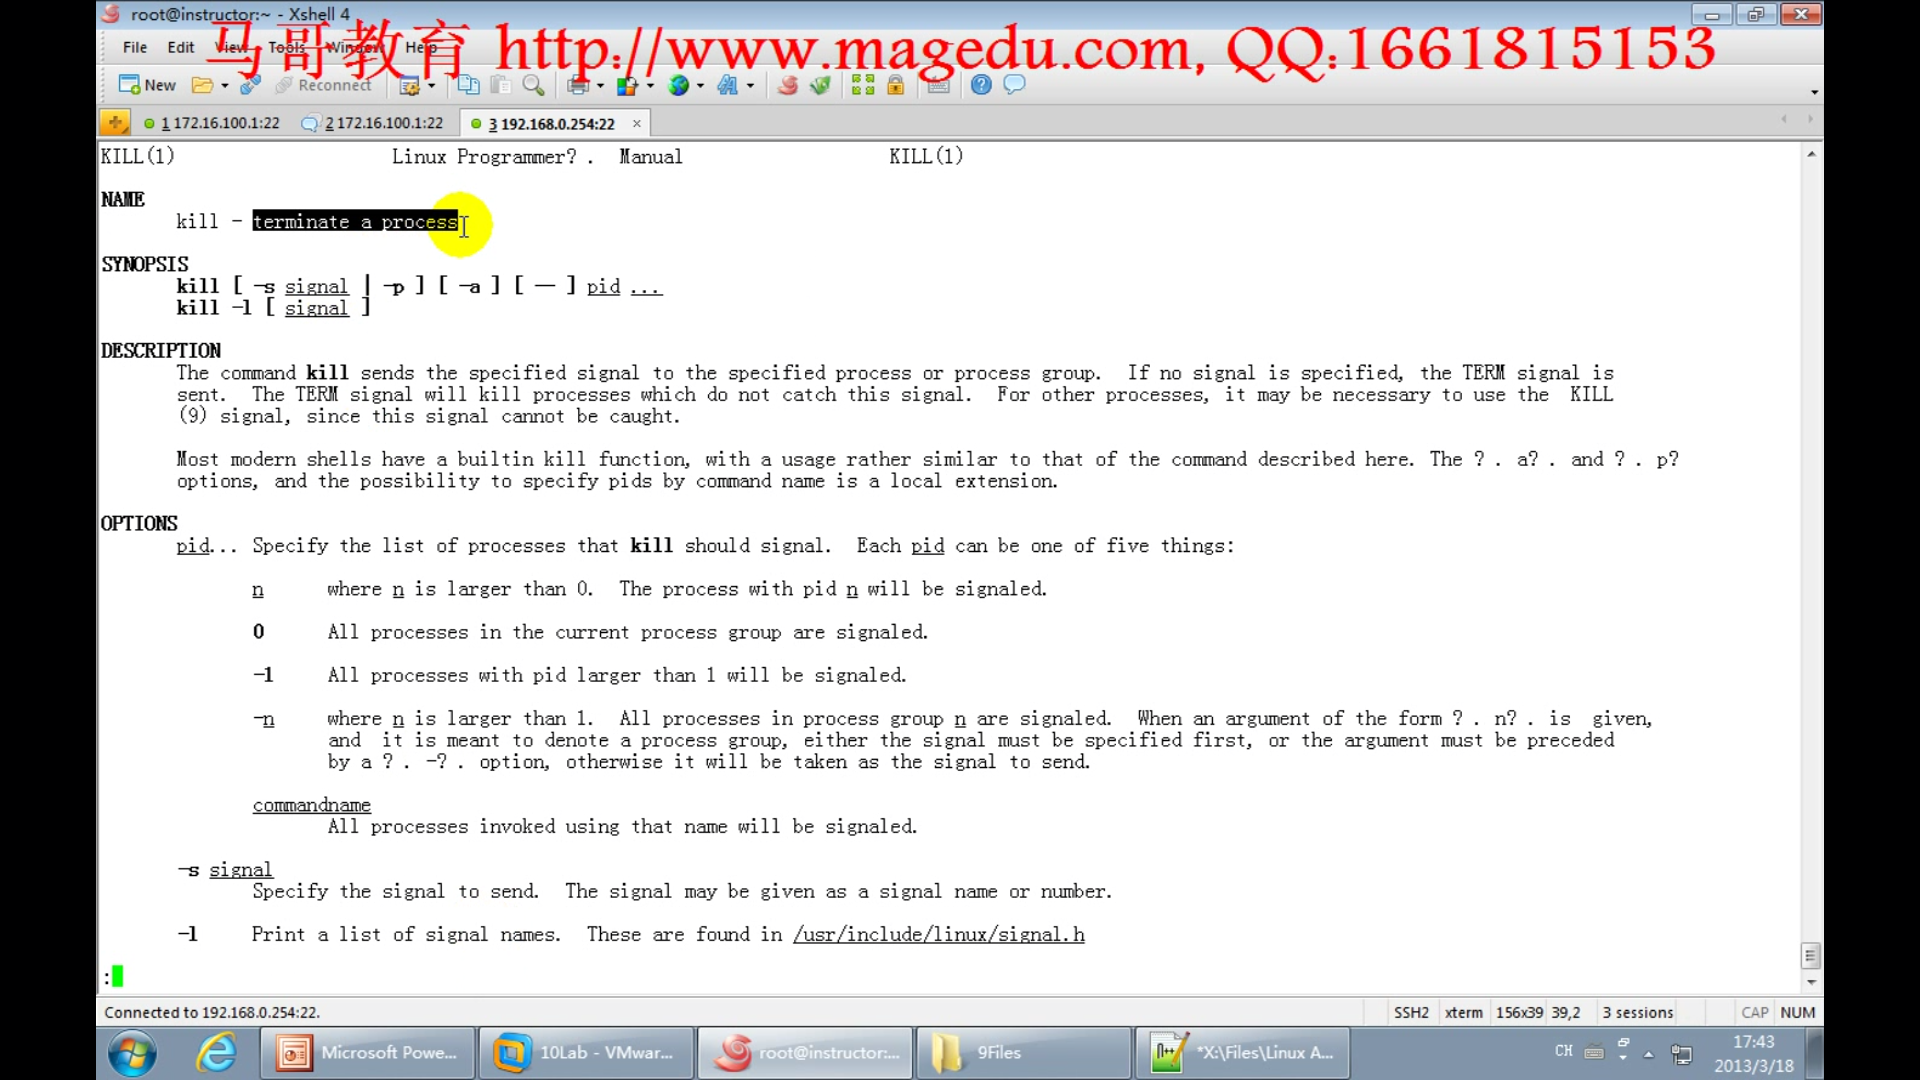 root@instructor:~ - Xshell 4
马哥教育 http://www.magedu.com, QQ:1661815153
File Edit View Tools Window Help
New Reconnect
1 172.16.100.1:22 2 172.16.100.1:22 3 192.168.0.254:22
KILL(1) Linux Programmer? . Manual KILL(1)
NAME
kill - terminate a process
SYNOPSIS
kill [ -s signal | -p ] [ -a ] [ -- ] pid ...
kill -l [ signal ]
DESCRIPTION
The command kill sends the specified signal to the specified process or process group. If no signal is specified, the TERM signal is
sent. The TERM signal will kill processes which do not catch this signal. For other processes, it may be necessary to use the KILL
(9) signal, since this signal cannot be caught.
Most modern shells have a builtin kill function, with a usage rather similar to that of the command described here. The ? . a? . and ? . p?
options, and the possibility to specify pids by command name is a local extension.
OPTIONS
pid... Specify the list of processes that kill should signal. Each pid can be one of five things:
n where n is larger than 0. The process with pid n will be signaled.
0 All processes in the current process group are signaled.
-1 All processes with pid larger than 1 will be signaled.
-n where n is larger than 1. All processes in process group n are signaled. When an argument of the form ? . n? . is given,
and it is meant to denote a process group, either the signal must be specified first, or the argument must be preceded
by a ? . -? . option, otherwise it will be taken as the signal to send.
commandname
All processes invoked using that name will be signaled.
-s signal
Specify the signal to send. The signal may be given as a signal name or number.
-l Print a list of signal names. These are found in /usr/include/linux/signal.h
:
Connected to 192.168.0.254:22. SSH2 xterm 156x39 39,2 3 sessions CAP NUM
Microsoft Powe... 10Lab - VMwar... root@instructor:... 9Files *X:\Files\Linux A... CH 17:43
2013/3/18